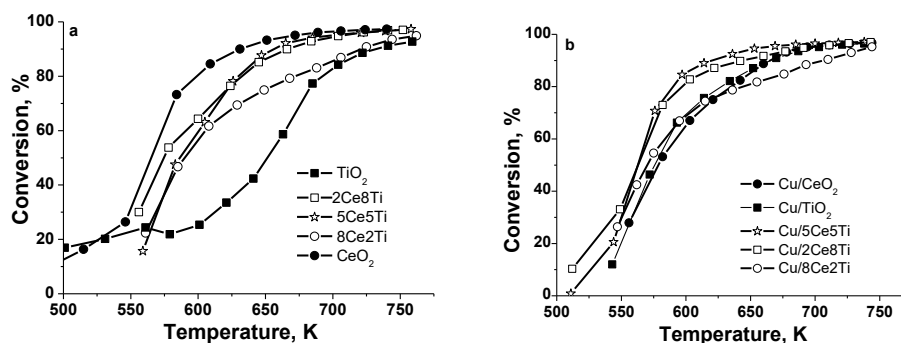 a
Conversion, %
100
80
60
40
20
0
500
550
600
650
700
750
Temperature, K
TiO₂
2Ce8Ti
5Ce5Ti
8Ce2Ti
CeO₂
b
Conversion, %
100
80
60
40
20
0
500
550
600
650
700
750
Temperature, K
Cu/CeO₂
Cu/TiO₂
Cu/5Ce5Ti
Cu/2Ce8Ti
Cu/8Ce2Ti